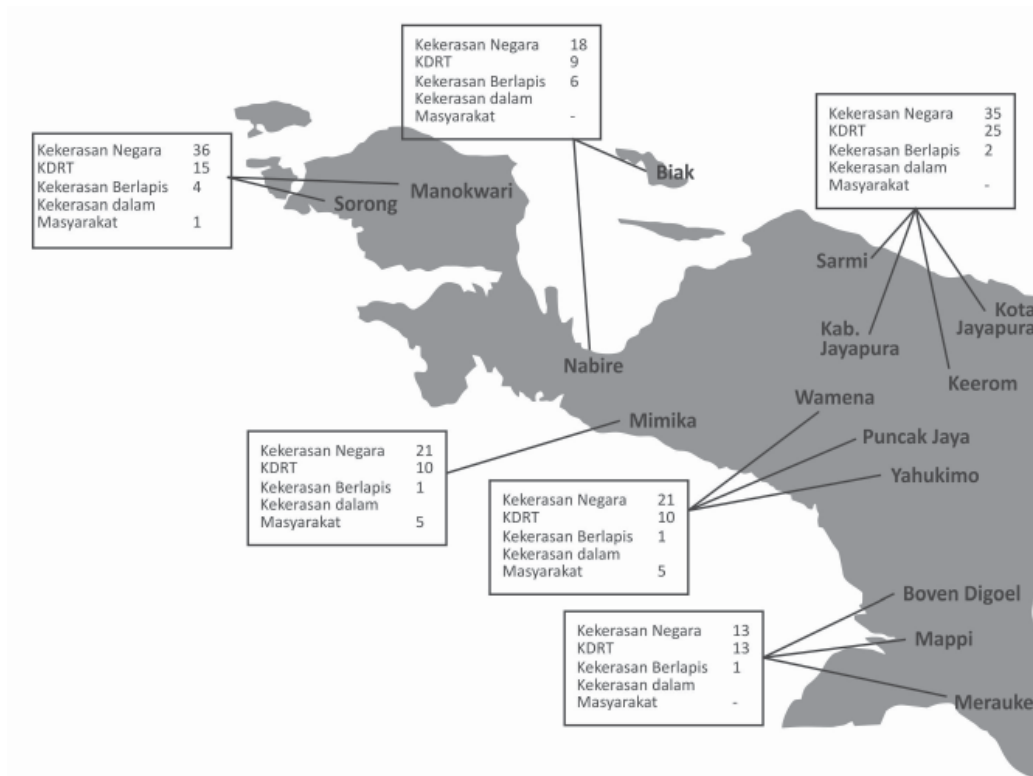 Kekerasan Negara 18
KDRT 9
Kekerasan Berlapis 6
Kekerasan dalam
Masyarakat -
Kekerasan Negara 36
KDRT 15
Kekerasan Berlapis 4
Kekerasan dalam
Masyarakat 1
Kekerasan Negara 35
KDRT 25
Kekerasan Berlapis 2
Kekerasan dalam
Masyarakat -
Biak
Manokwari
Sorong
Sarmi
Kota
Jayapura
Kab.
Jayapura
Keerom
Nabire
Wamena
Mimika
Puncak Jaya
Yahukimo
Kekerasan Negara 21
KDRT 10
Kekerasan Berlapis 1
Kekerasan dalam
Masyarakat 5
Kekerasan Negara 21
KDRT 10
Kekerasan Berlapis 1
Kekerasan dalam
Masyarakat 5
Boven Digoel
Mappi
Merauke
Kekerasan Negara 13
KDRT 13
Kekerasan Berlapis 1
Kekerasan dalam
Masyarakat -